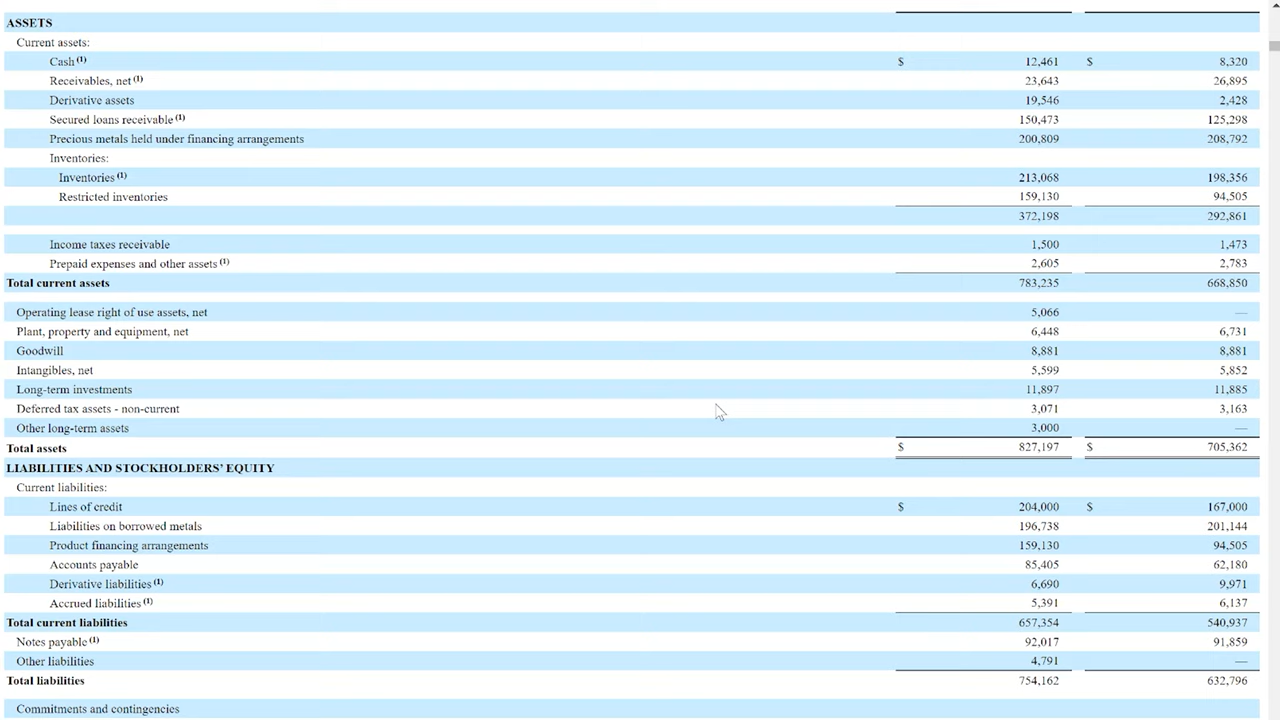 ASSETS
Current assets:
Cash (1) $ 12,461 $ 8,320
Receivables, net (1) 23,643 26,895
Derivative assets 19,546 2,428
Secured loans receivable (1) 150,473 125,298
Precious metals held under financing arrangements 200,809 208,792
Inventories:
Inventories (1) 213,068 198,356
Restricted inventories 159,130 94,505
372,198 292,861
Income taxes receivable 1,500 1,473
Prepaid expenses and other assets (1) 2,605 2,783
Total current assets 783,235 668,850
Operating lease right of use assets, net 5,066 —
Plant, property and equipment, net 6,448 6,731
Goodwill 8,881 8,881
Intangibles, net 5,599 5,852
Long-term investments 11,897 11,885
Deferred tax assets - non-current 3,071 3,163
Other long-term assets 3,000 —
Total assets $ 827,197 $ 705,362
LIABILITIES AND STOCKHOLDERS’ EQUITY
Current liabilities:
Lines of credit $ 204,000 $ 167,000
Liabilities on borrowed metals 196,738 201,144
Product financing arrangements 159,130 94,505
Accounts payable 85,405 62,180
Derivative liabilities (1) 6,690 9,971
Accrued liabilities (1) 5,391 6,137
Total current liabilities 657,354 540,937
Notes payable (1) 92,017 91,859
Other liabilities 4,791 —
Total liabilities 754,162 632,796
Commitments and contingencies